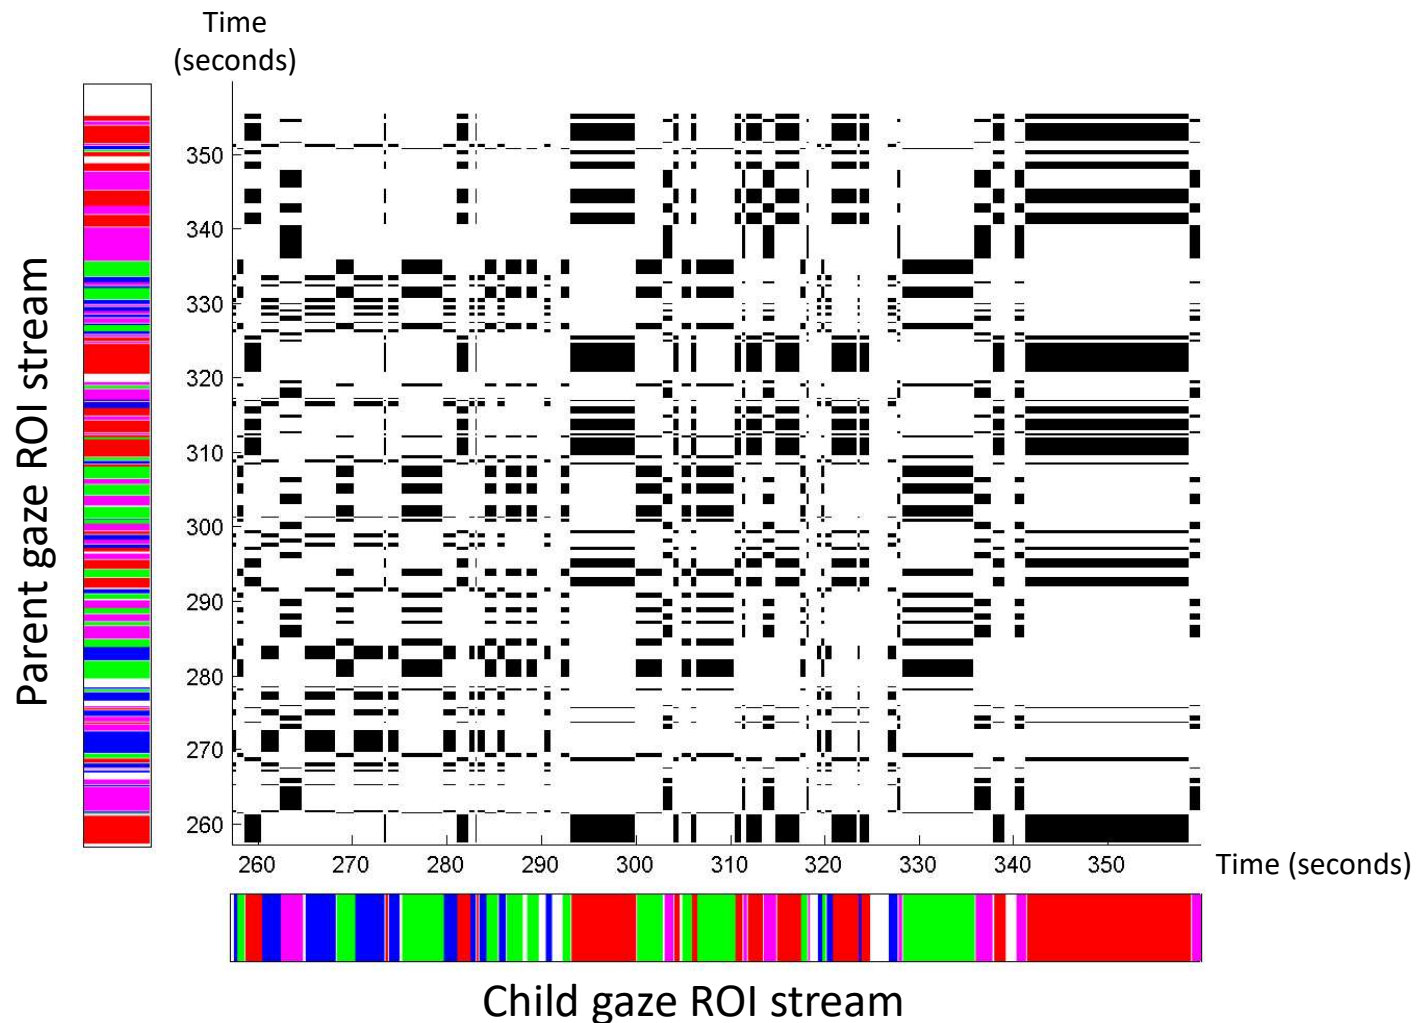 Time
(seconds)
Parent gaze ROI stream
350
340
330
320
310
300
290
280
270
260
260 270 280 290 300 310 320 330 340 350
Time (seconds)
Child gaze ROI stream